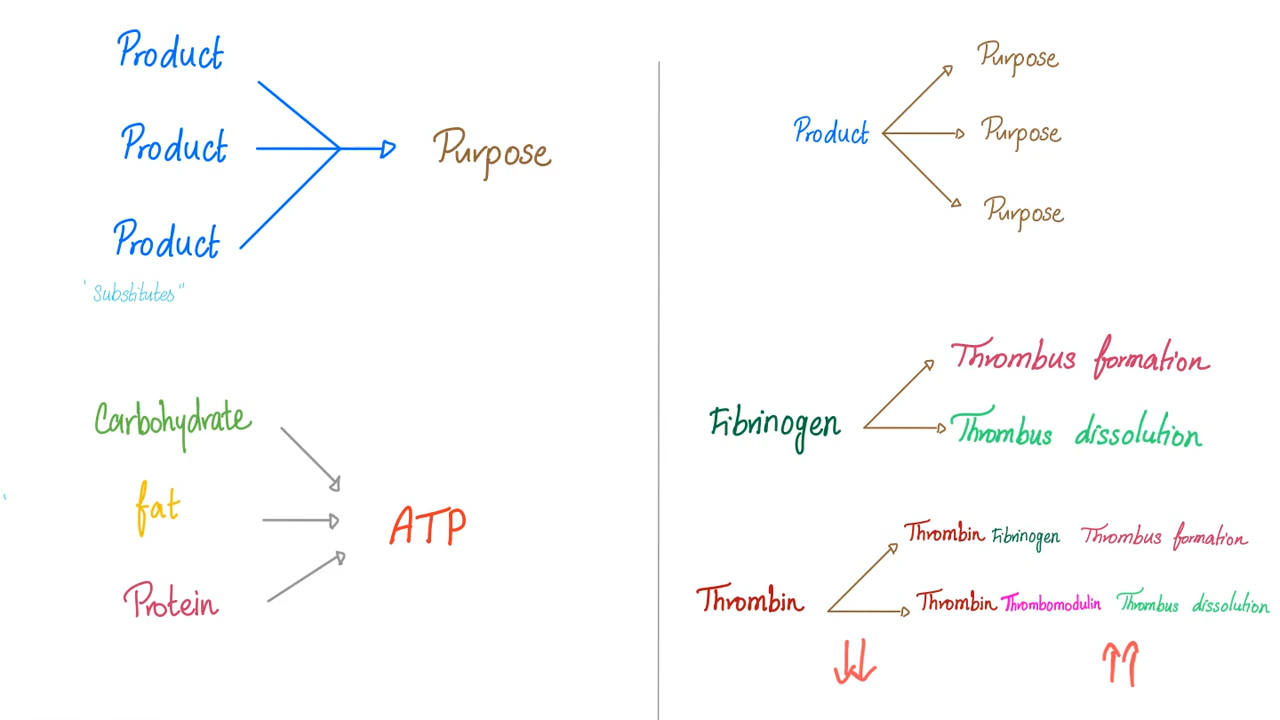 Product
Product
Purpose
Product
"Substitutes"
Carbohydrate
fat
ATP
Protein
Purpose
Product
Purpose
Purpose
Thrombus formation
Fibrinogen
Thrombus dissolution
Thrombin Fibrinogen Thrombus formation
Thrombin
Thrombin Thrombomodulin Thrombus dissolution